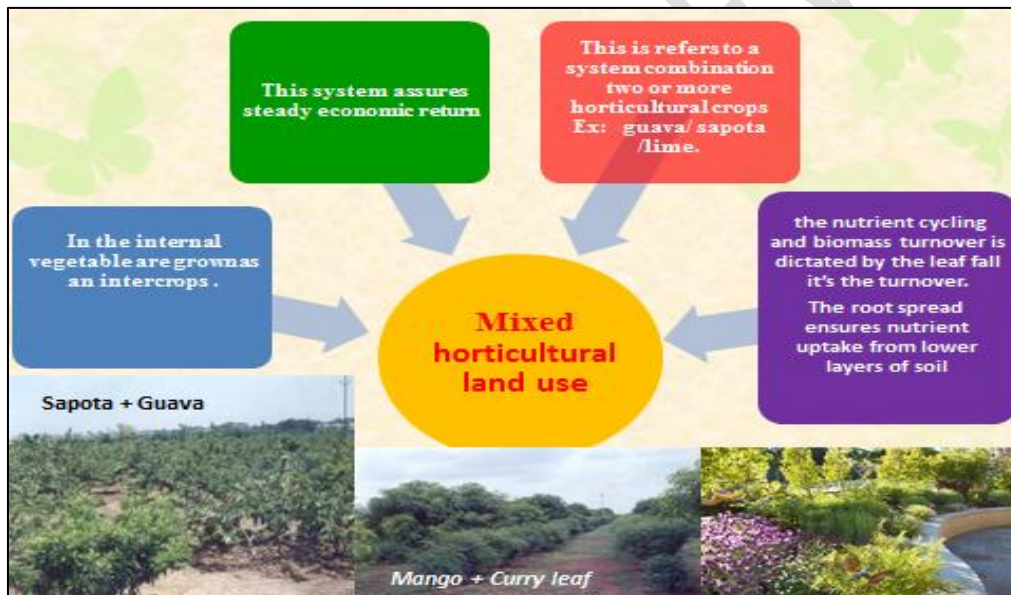 This system assures
steady economic return
This is refers to a
system combination
two or more
horticultural crops
Ex: guava/ sapota
/lime.
In the internal
vegetable are grownas
an intercrops .
the nutrient cycling
and biomass turnover is
dictated by the leaf fall
it’s the turnover.
The root spread
ensures nutrient
uptake from lower
layers of soil
Mixed
horticultural
land use
Sapota + Guava
Mango + Curry leaf